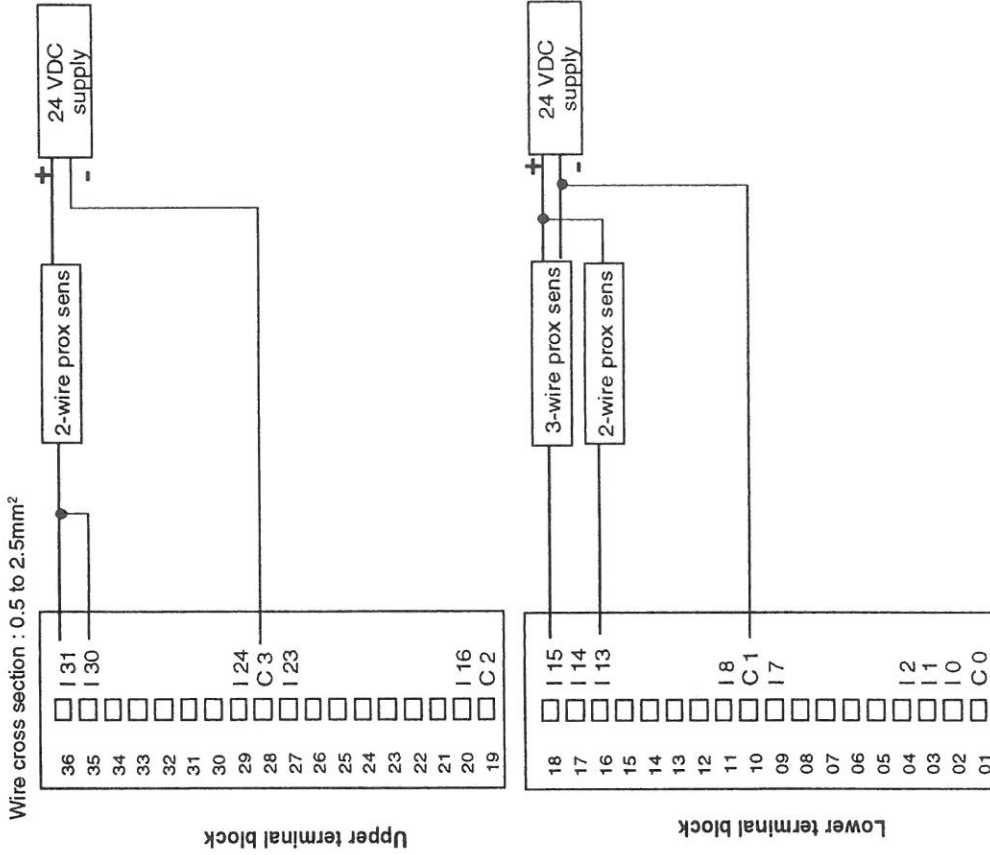 Wire cross section : 0.5 to 2.5mm²
Upper terminal block
36 I 31
35 I 30
34
33
32
31
30
29 I 24
28 C 3
27 I 23
26
25
24
23
22
21
20 I 16
19 C 2
2-wire prox sens
+
-
24 VDC
supply
Lower terminal block
18 I 15
17 I 14
16 I 13
15
14
13
12
11 I 8
10 C 1
09 I 7
08
07
06
05
04 I 2
03 I 1
02 I 0
01 C 0
3-wire prox sens
2-wire prox sens
+
-
24 VDC
supply